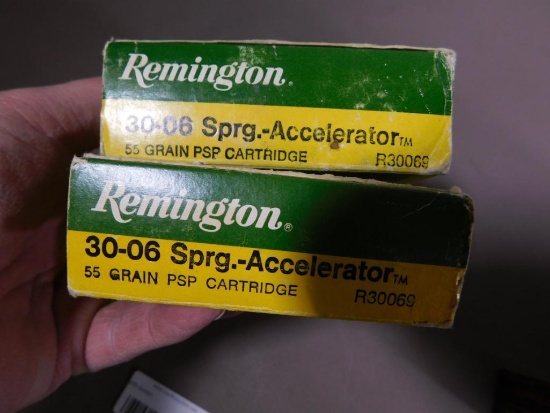 Remington.
30-06 Sprg.-Accelerator™
55 GRAIN PSP CARTRIDGE R30069
Remington®
30-06 Sprg.-Accelerator™
55 GRAIN PSP CARTRIDGE R30069